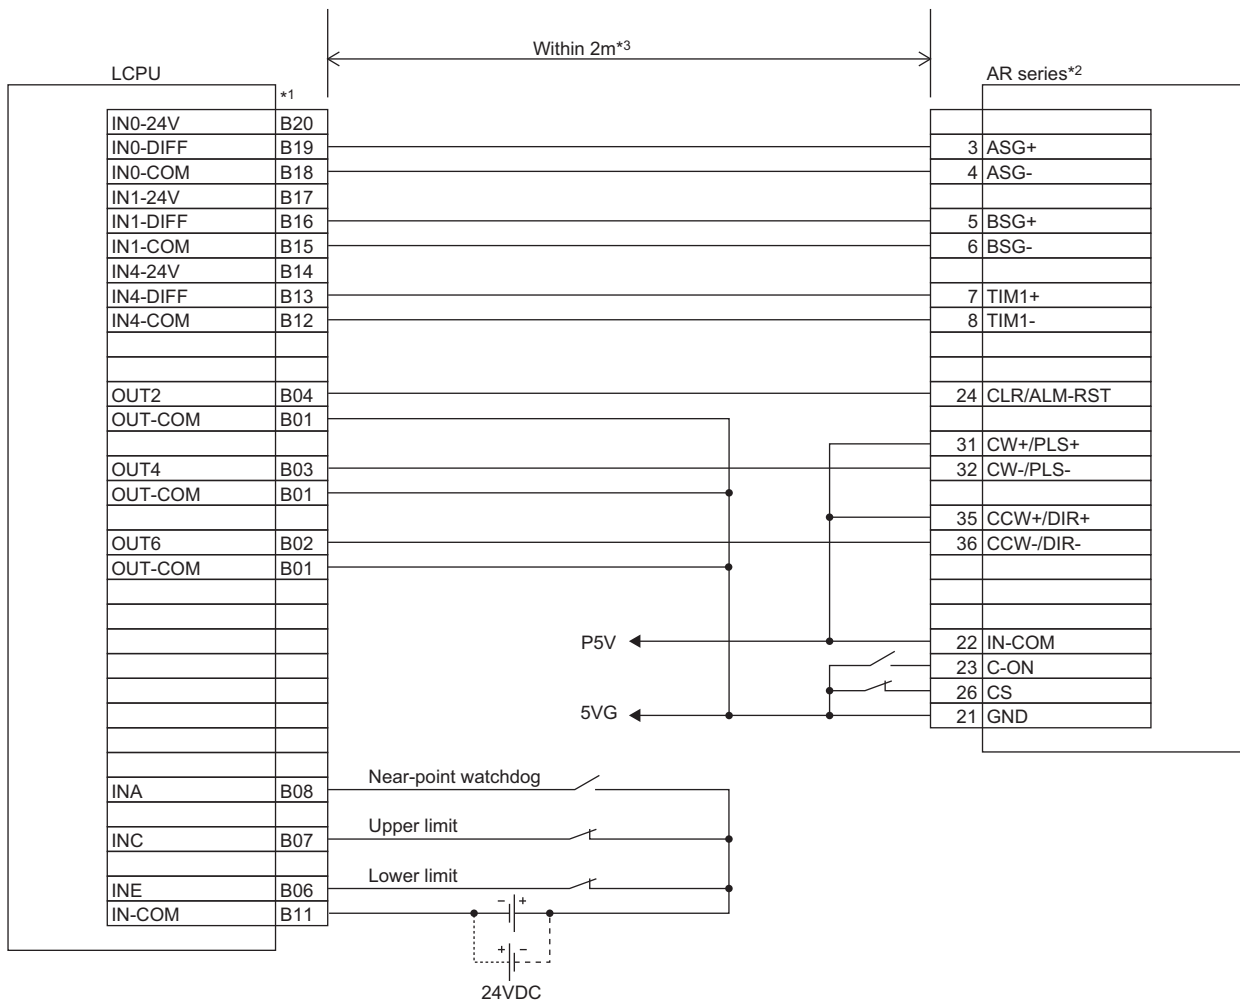 Within 2m*3
LCPU
AR series*2
*1
IN0-24V B20
IN0-DIFF B19 3 ASG+
IN0-COM B18 4 ASG-
IN1-24V B17
IN1-DIFF B16 5 BSG+
IN1-COM B15 6 BSG-
IN4-24V B14
IN4-DIFF B13 7 TIM1+
IN4-COM B12 8 TIM1-
OUT2 B04 24 CLR/ALM-RST
OUT-COM B01
31 CW+/PLS+
OUT4 B03 32 CW-/PLS-
OUT-COM B01
35 CCW+/DIR+
OUT6 B02 36 CCW-/DIR-
OUT-COM B01
P5V 22 IN-COM
23 C-ON
26 CS
5VG 21 GND
Near-point watchdog
INA B08
Upper limit
INC B07
Lower limit
INE B06
IN-COM B11 - +
+ -
24VDC